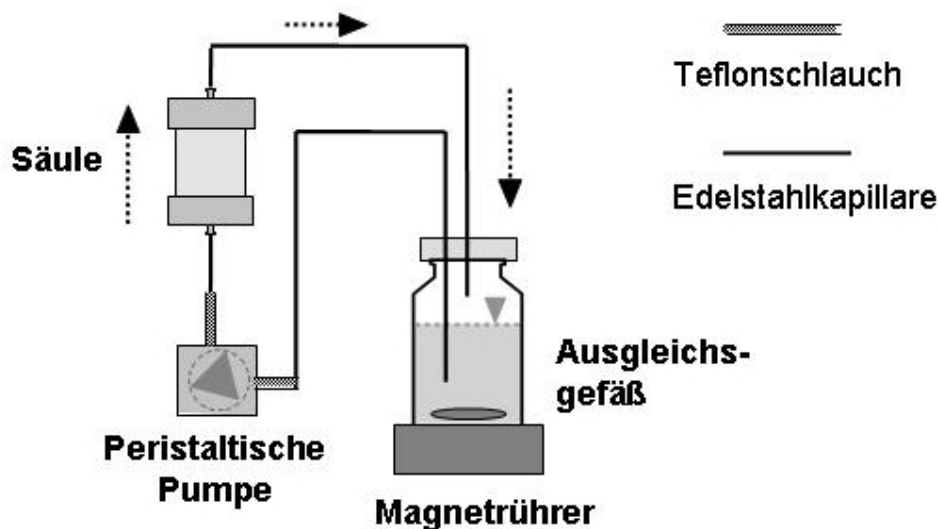 Teflonschlauch
Säule
Edelstahlkapillare
Ausgleichs-
gefäß
Peristaltische
Pumpe
Magnetrührer